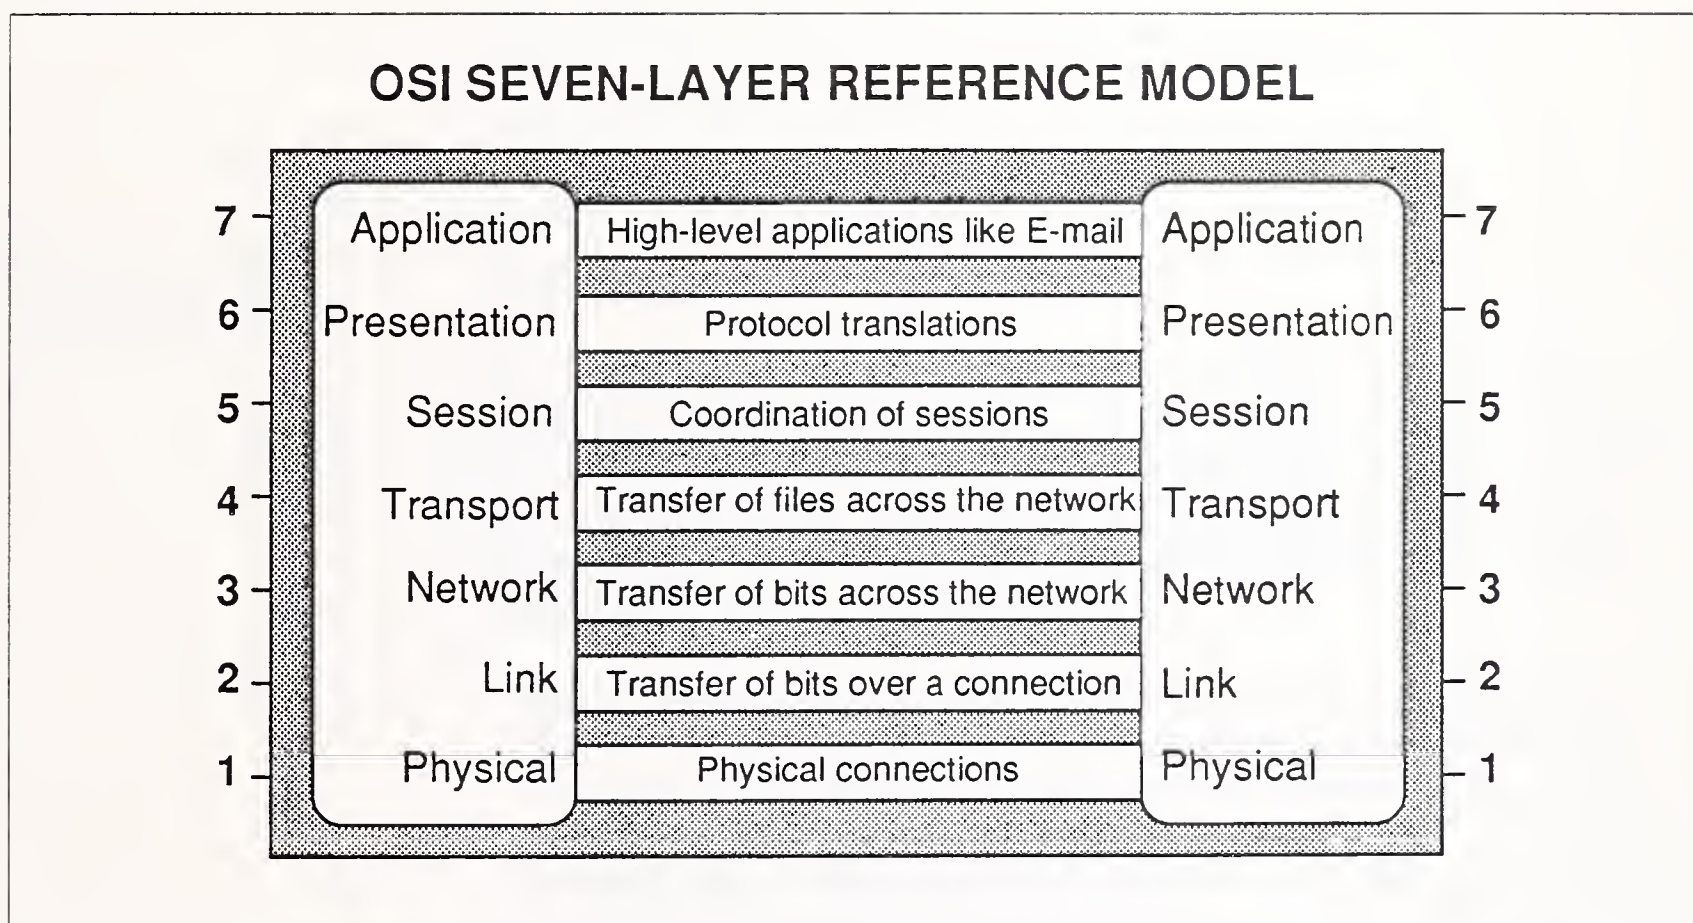 OSI SEVEN-LAYER REFERENCE MODEL
7 Application High-level applications like E-mail Application 7
6 Presentation Protocol translations Presentation 6
5 Session Coordination of sessions Session 5
4 Transport Transfer of files across the network Transport 4
3 Network Transfer of bits across the network Network 3
2 Link Transfer of bits over a connection Link 2
1 Physical Physical connections Physical 1